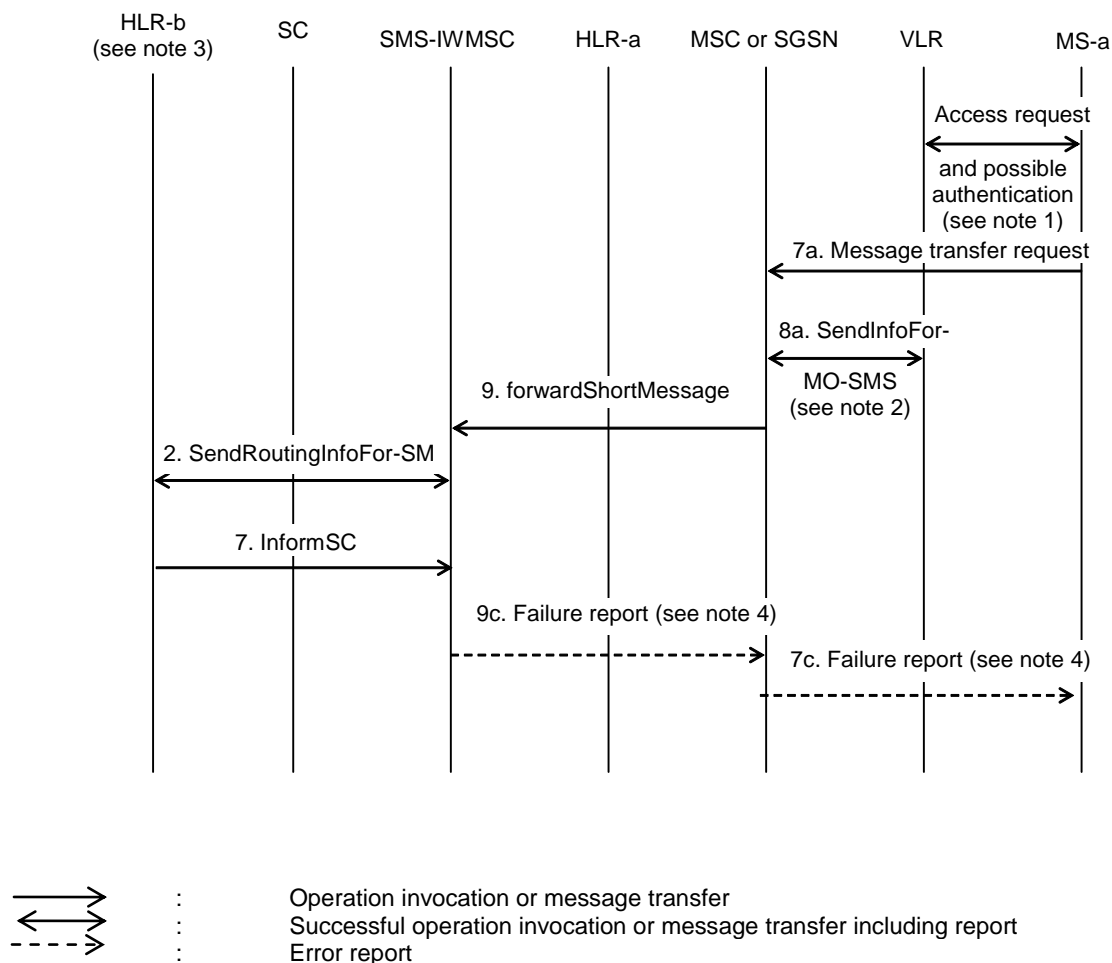 HLR-b
(see note 3)
SC
SMS-IWMSC
HLR-a
MSC or SGSN
VLR
MS-a
Access request
and possible
authentication
(see note 1)
7a. Message transfer request
8a. SendInfoFor-
MO-SMS
(see note 2)
9. forwardShortMessage
2. SendRoutingInfoFor-SM
7. InformSC
9c. Failure report (see note 4)
7c. Failure report (see note 4)
: Operation invocation or message transfer
: Successful operation invocation or message transfer including report
: Error report